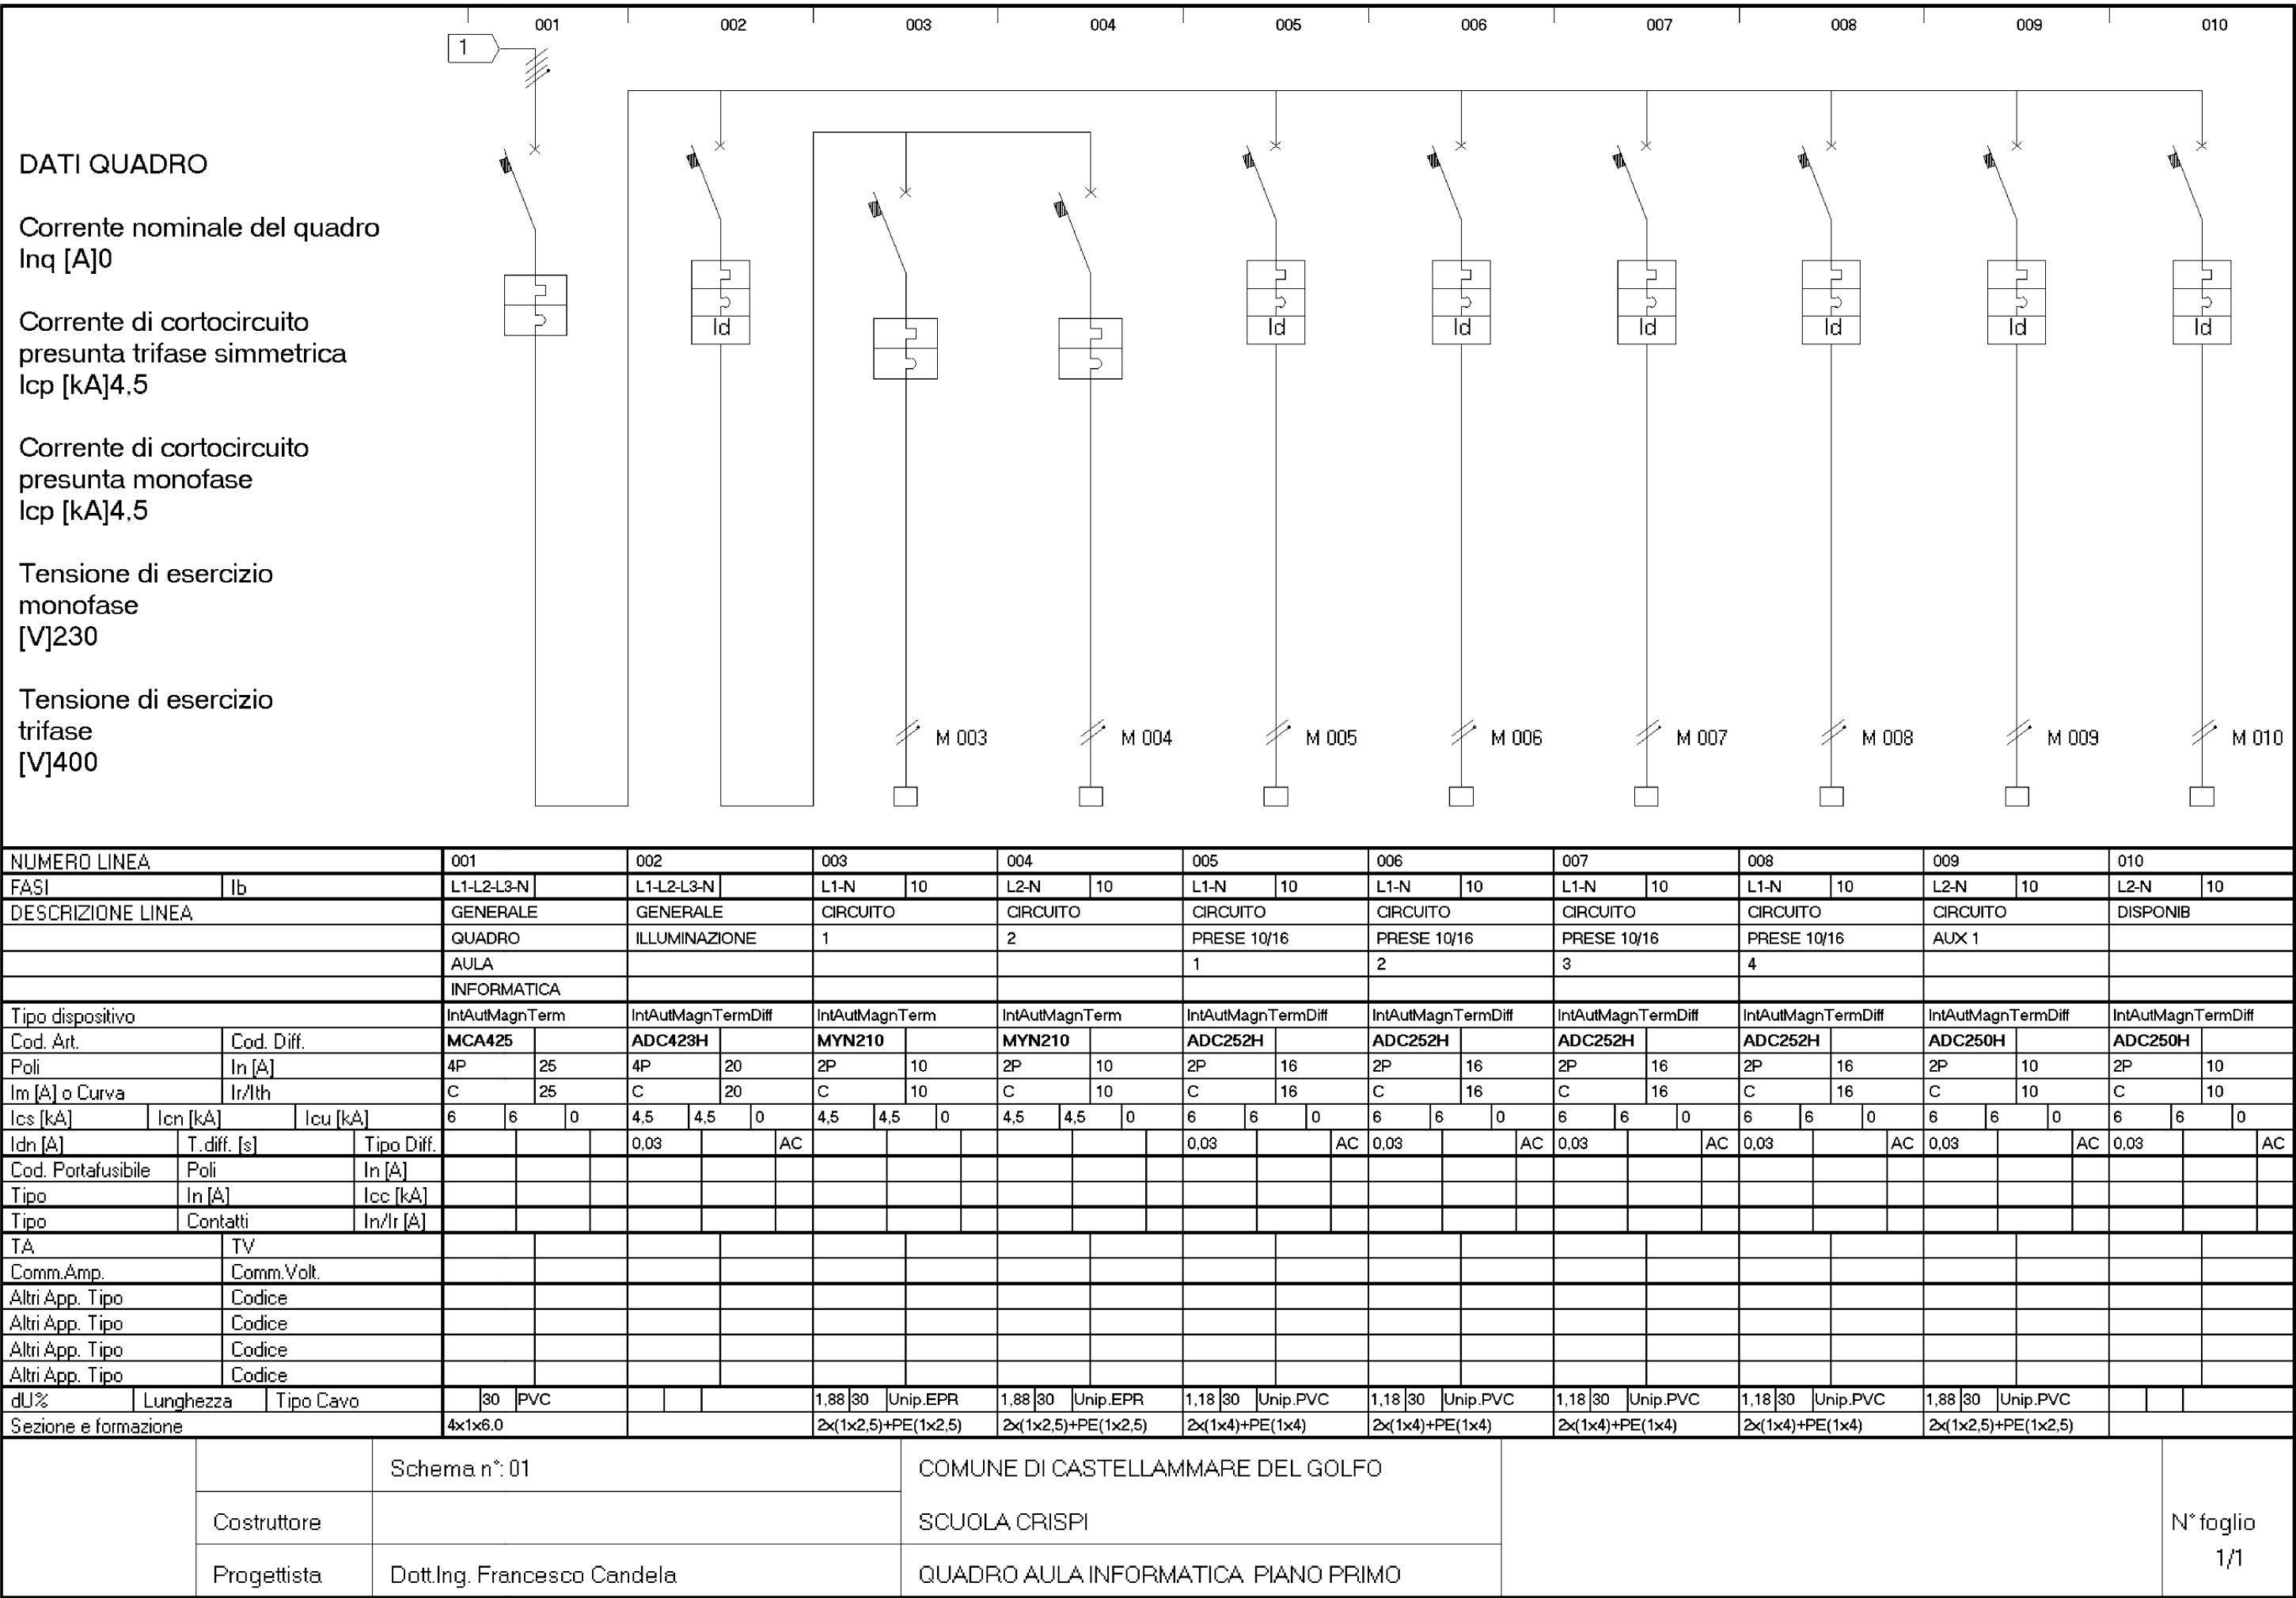 001 002 003 004 005 006 007 008 009 010
1
DATI QUADRO
Corrente nominale del quadro
Inq [A]0
Corrente di cortocircuito
presunta trifase simmetrica
Icp [kA]4,5
Corrente di cortocircuito
presunta monofase
Icp [kA]4,5
Tensione di esercizio
monofase
[V]230
Tensione di esercizio
trifase
[V]400
Id Id Id Id Id Id Id
M 003 M 004 M 005 M 006 M 007 M 008 M 009 M 010
NUMERO LINEA 001 002 003 004 005 006 007 008 009 010
FASI Ib L1-L2-L3-N L1-L2-L3-N L1-N 10 L2-N 10 L1-N 10 L1-N 10 L1-N 10 L1-N 10 L2-N 10 L2-N 10
DESCRIZIONE LINEA GENERALE GENERALE CIRCUITO CIRCUITO CIRCUITO CIRCUITO CIRCUITO CIRCUITO CIRCUITO DISPONIB
QUADRO ILLUMINAZIONE 1 2 PRESE 10/16 PRESE 10/16 PRESE 10/16 PRESE 10/16 AUX 1
AULA 1 2 3 4
INFORMATICA
Tipo dispositivo IntAutMagnTerm IntAutMagnTermDiff IntAutMagnTerm IntAutMagnTerm IntAutMagnTermDiff IntAutMagnTermDiff IntAutMagnTermDiff IntAutMagnTermDiff IntAutMagnTermDiff IntAutMagnTermDiff
Cod. Art. Cod. Diff. MCA425 ADC423H MYN210 MYN210 ADC252H ADC252H ADC252H ADC252H ADC250H ADC250H
Poli In [A] 4P 25 4P 20 2P 10 2P 10 2P 16 2P 16 2P 16 2P 16 2P 10 2P 10
Im [A] o Curva Ir/Ith C 25 C 20 C 10 C 10 C 16 C 16 C 16 C 16 C 10 C 10
Ics [kA] Icn [kA] Icu [kA] 6 6 0 4,5 4,5 0 4,5 4,5 0 4,5 4,5 0 6 6 0 6 6 0 6 6 0 6 6 0 6 6 0 6 6 0
Idn [A] T.diff. [s] Tipo Diff. 0,03 AC 0,03 AC 0,03 AC 0,03 AC 0,03 AC 0,03 AC 0,03 AC
Cod. Portafusibile Poli In [A]
Tipo In [A] Icc [kA]
Tipo Contatti In/Ir [A]
TA TV
Comm.Amp. Comm.Volt.
Altri App. Tipo Codice
Altri App. Tipo Codice
Altri App. Tipo Codice
Altri App. Tipo Codice
dU% Lunghezza Tipo Cavo 30 PVC 1,88 30 Unip.EPR 1,88 30 Unip.EPR 1,18 30 Unip.PVC 1,18 30 Unip.PVC 1,18 30 Unip.PVC 1,18 30 Unip.PVC 1,88 30 Unip.PVC
Sezione e formazione 4x1x6.0 2x(1x2,5)+PE(1x2,5) 2x(1x2,5)+PE(1x2,5) 2x(1x4)+PE(1x4) 2x(1x4)+PE(1x4) 2x(1x4)+PE(1x4) 2x(1x4)+PE(1x4) 2x(1x2,5)+PE(1x2,5)
Schema n°: 01 COMUNE DI CASTELLAMMARE DEL GOLFO
Costruttore SCUOLA CRISPI N° foglio
1/1
Progettista Dott.Ing. Francesco Candela QUADRO AULA INFORMATICA PIANO PRIMO